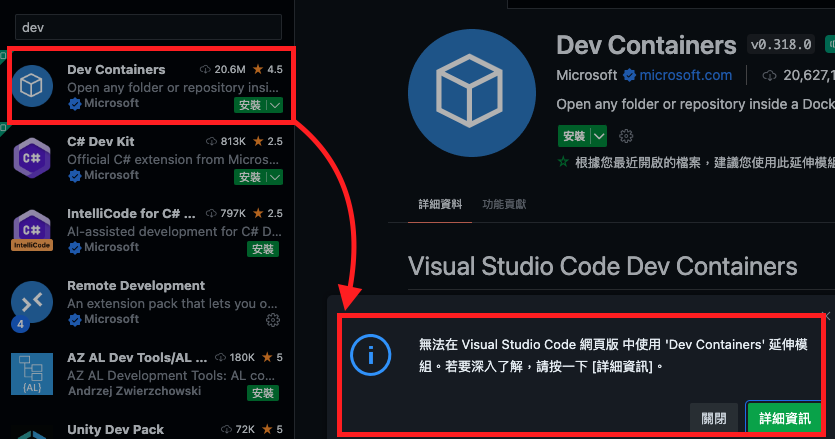 dev
Dev Containers 20.6M ★ 4.5
Open any folder or repository insi...
Microsoft 安裝
C# Dev Kit 813K ★ 2.5
Official C# extension from Micros...
Microsoft 安裝
IntelliCode for C# ... 797K ★ 2.5
AI-assisted development for C# D...
Microsoft 安裝
IntelliCode
Remote Development
An extension pack that lets you o...
Microsoft
4
AZ AL Dev Tools/AL ... 180K ★ 5
AZ AL Development Tools: AL co...
Andrzej Zwierzchowski 安裝
{AL}
Unity Dev Pack 72K ★ 5
Dev Containers v0.318.0
Microsoft microsoft.com 20,627,1
Open any folder or repository inside a Dock
安裝
☆ 根據您最近開啟的檔案，建議您使用此延伸模組
詳細資料 功能貢獻
Visual Studio Code Dev Containers
無法在 Visual Studio Code 網頁版 中使用 'Dev Containers' 延伸模
組。若要深入了解，請按一下 [詳細資訊]。
關閉 詳細資訊